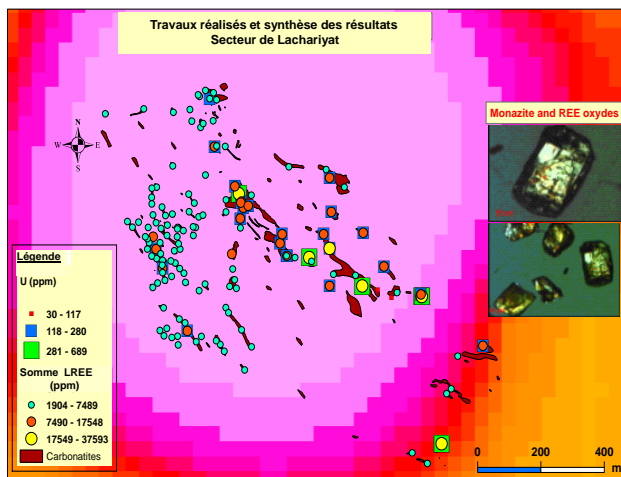 Travaux réalisés et synthèse des résultats
Secteur de Lachariyat
N
W E
S
Monazite and REE oxydes
Légende
U (ppm)
30 - 117
118 - 280
281 - 689
Somme LREE
(ppm)
1904 - 7489
7490 - 17548
17549 - 37593
Carbonatites
0 200 400
m